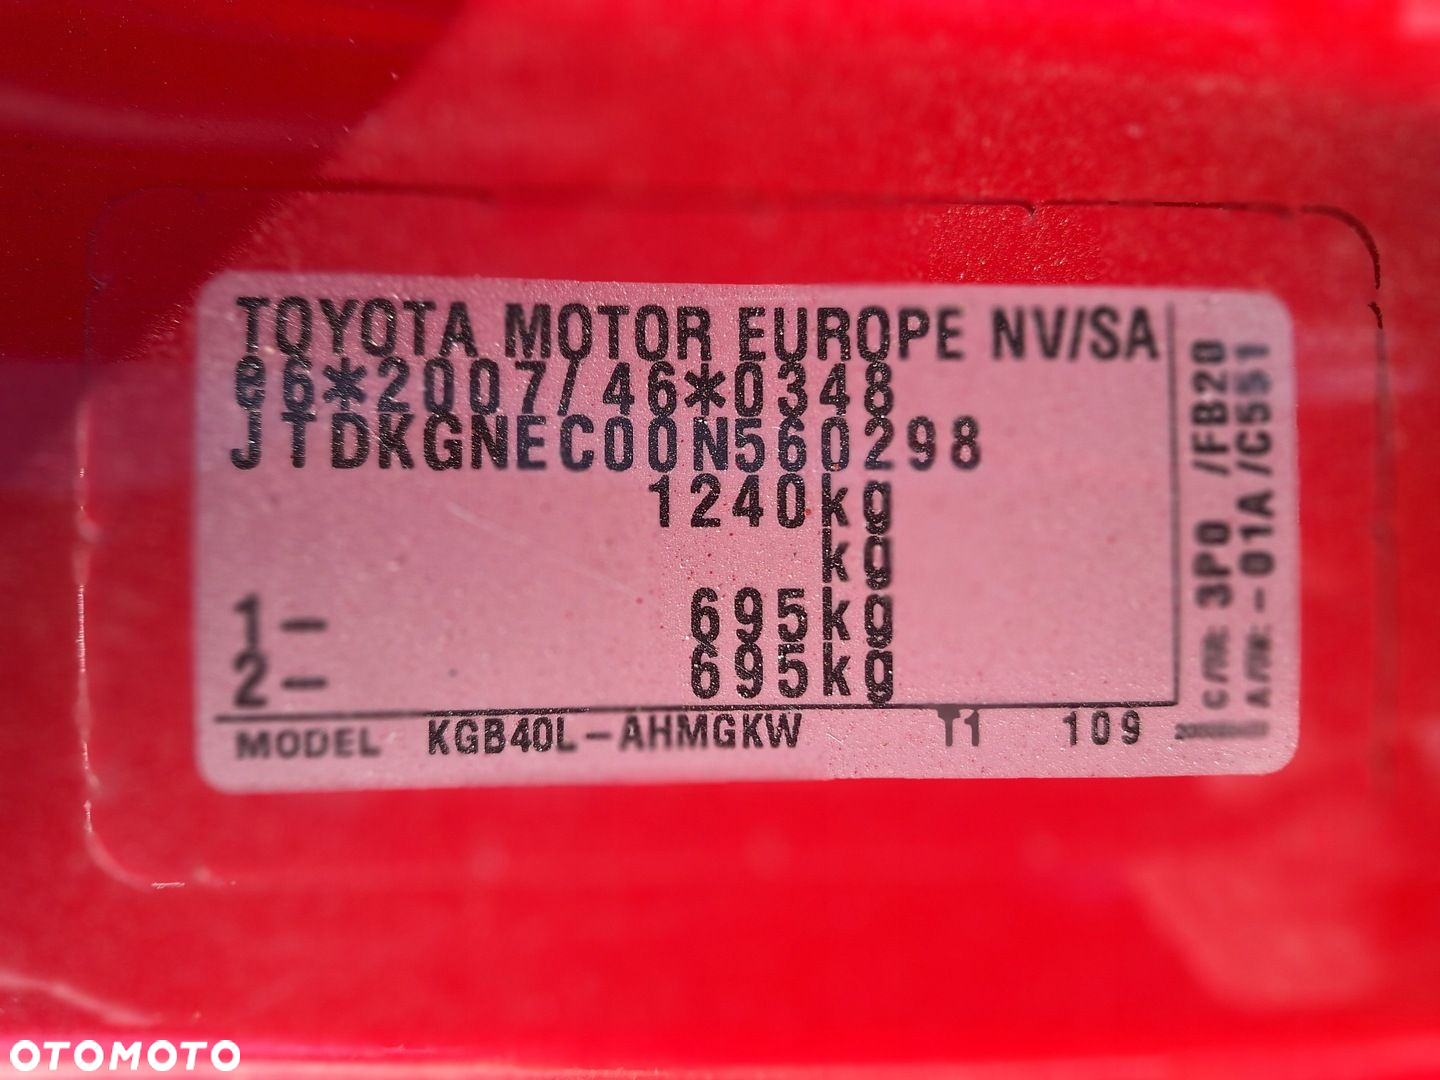 TOYOTA MOTOR EUROPE NV/SA
e6*2007/46*0348
JTDKGNEC00N560298
1240kg
kg
1- 695kg
2- 695kg
MODEL KGB40L-AHMGKW T1 109
C/TR: 3P0 /FB20
A/TM: -01A /C551
OTOMOTO